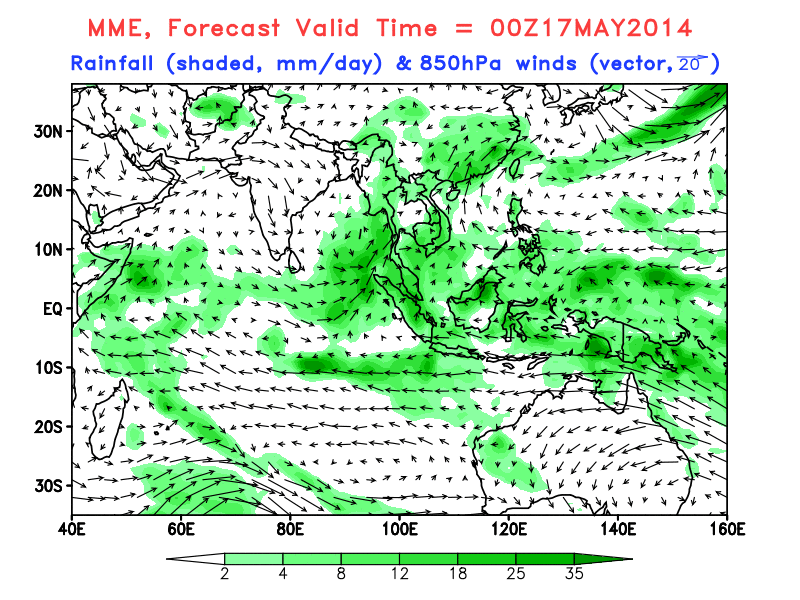 MME, Forecast Valid Time = 00Z17MAY2014
Rainfall (shaded, mm/day) & 850hPa winds (vector, 20 )
30N
20N
10N
EQ
10S
20S
30S
40E 60E 80E 100E 120E 140E 160E
2 4 8 12 18 25 35